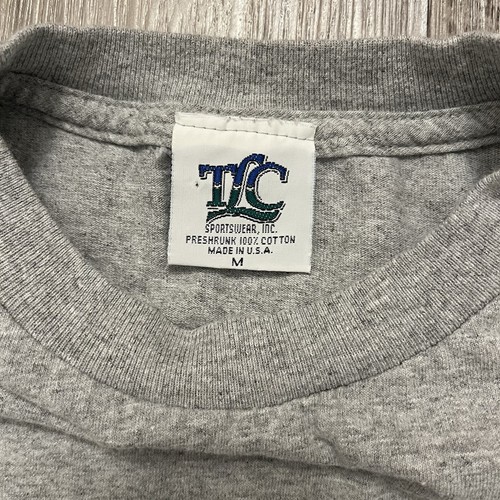 TLC
SPORTSWEAR, INC.
PRESHRUNK 100% COTTON
MADE IN U.S.A.
M